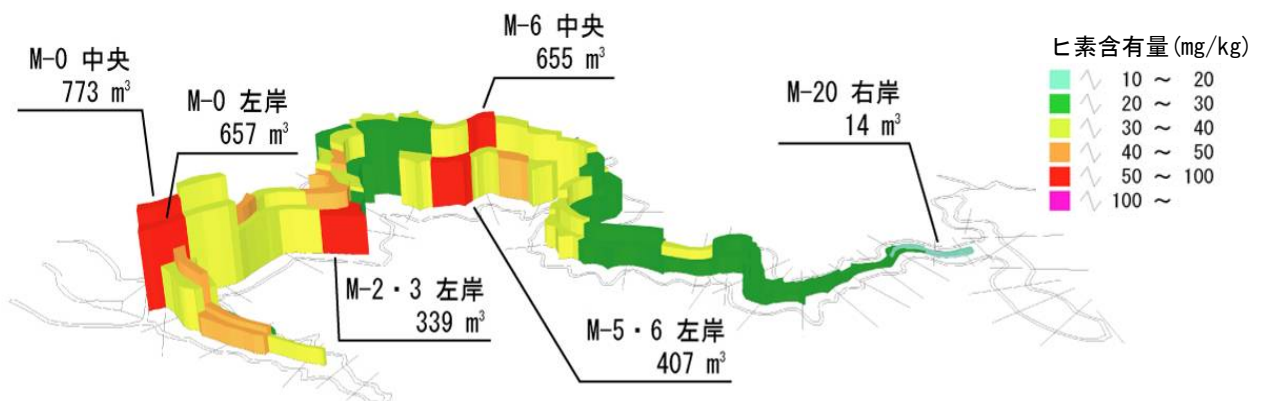 M-0 中央
773 m³
M-0 左岸
657 m³
M-6 中央
655 m³
M-20 右岸
14 m³
M-2・3 左岸
339 m³
M-5・6 左岸
407 m³
ヒ素含有量(mg/kg)
10 ～ 20
20 ～ 30
30 ～ 40
40 ～ 50
50 ～ 100
100 ～